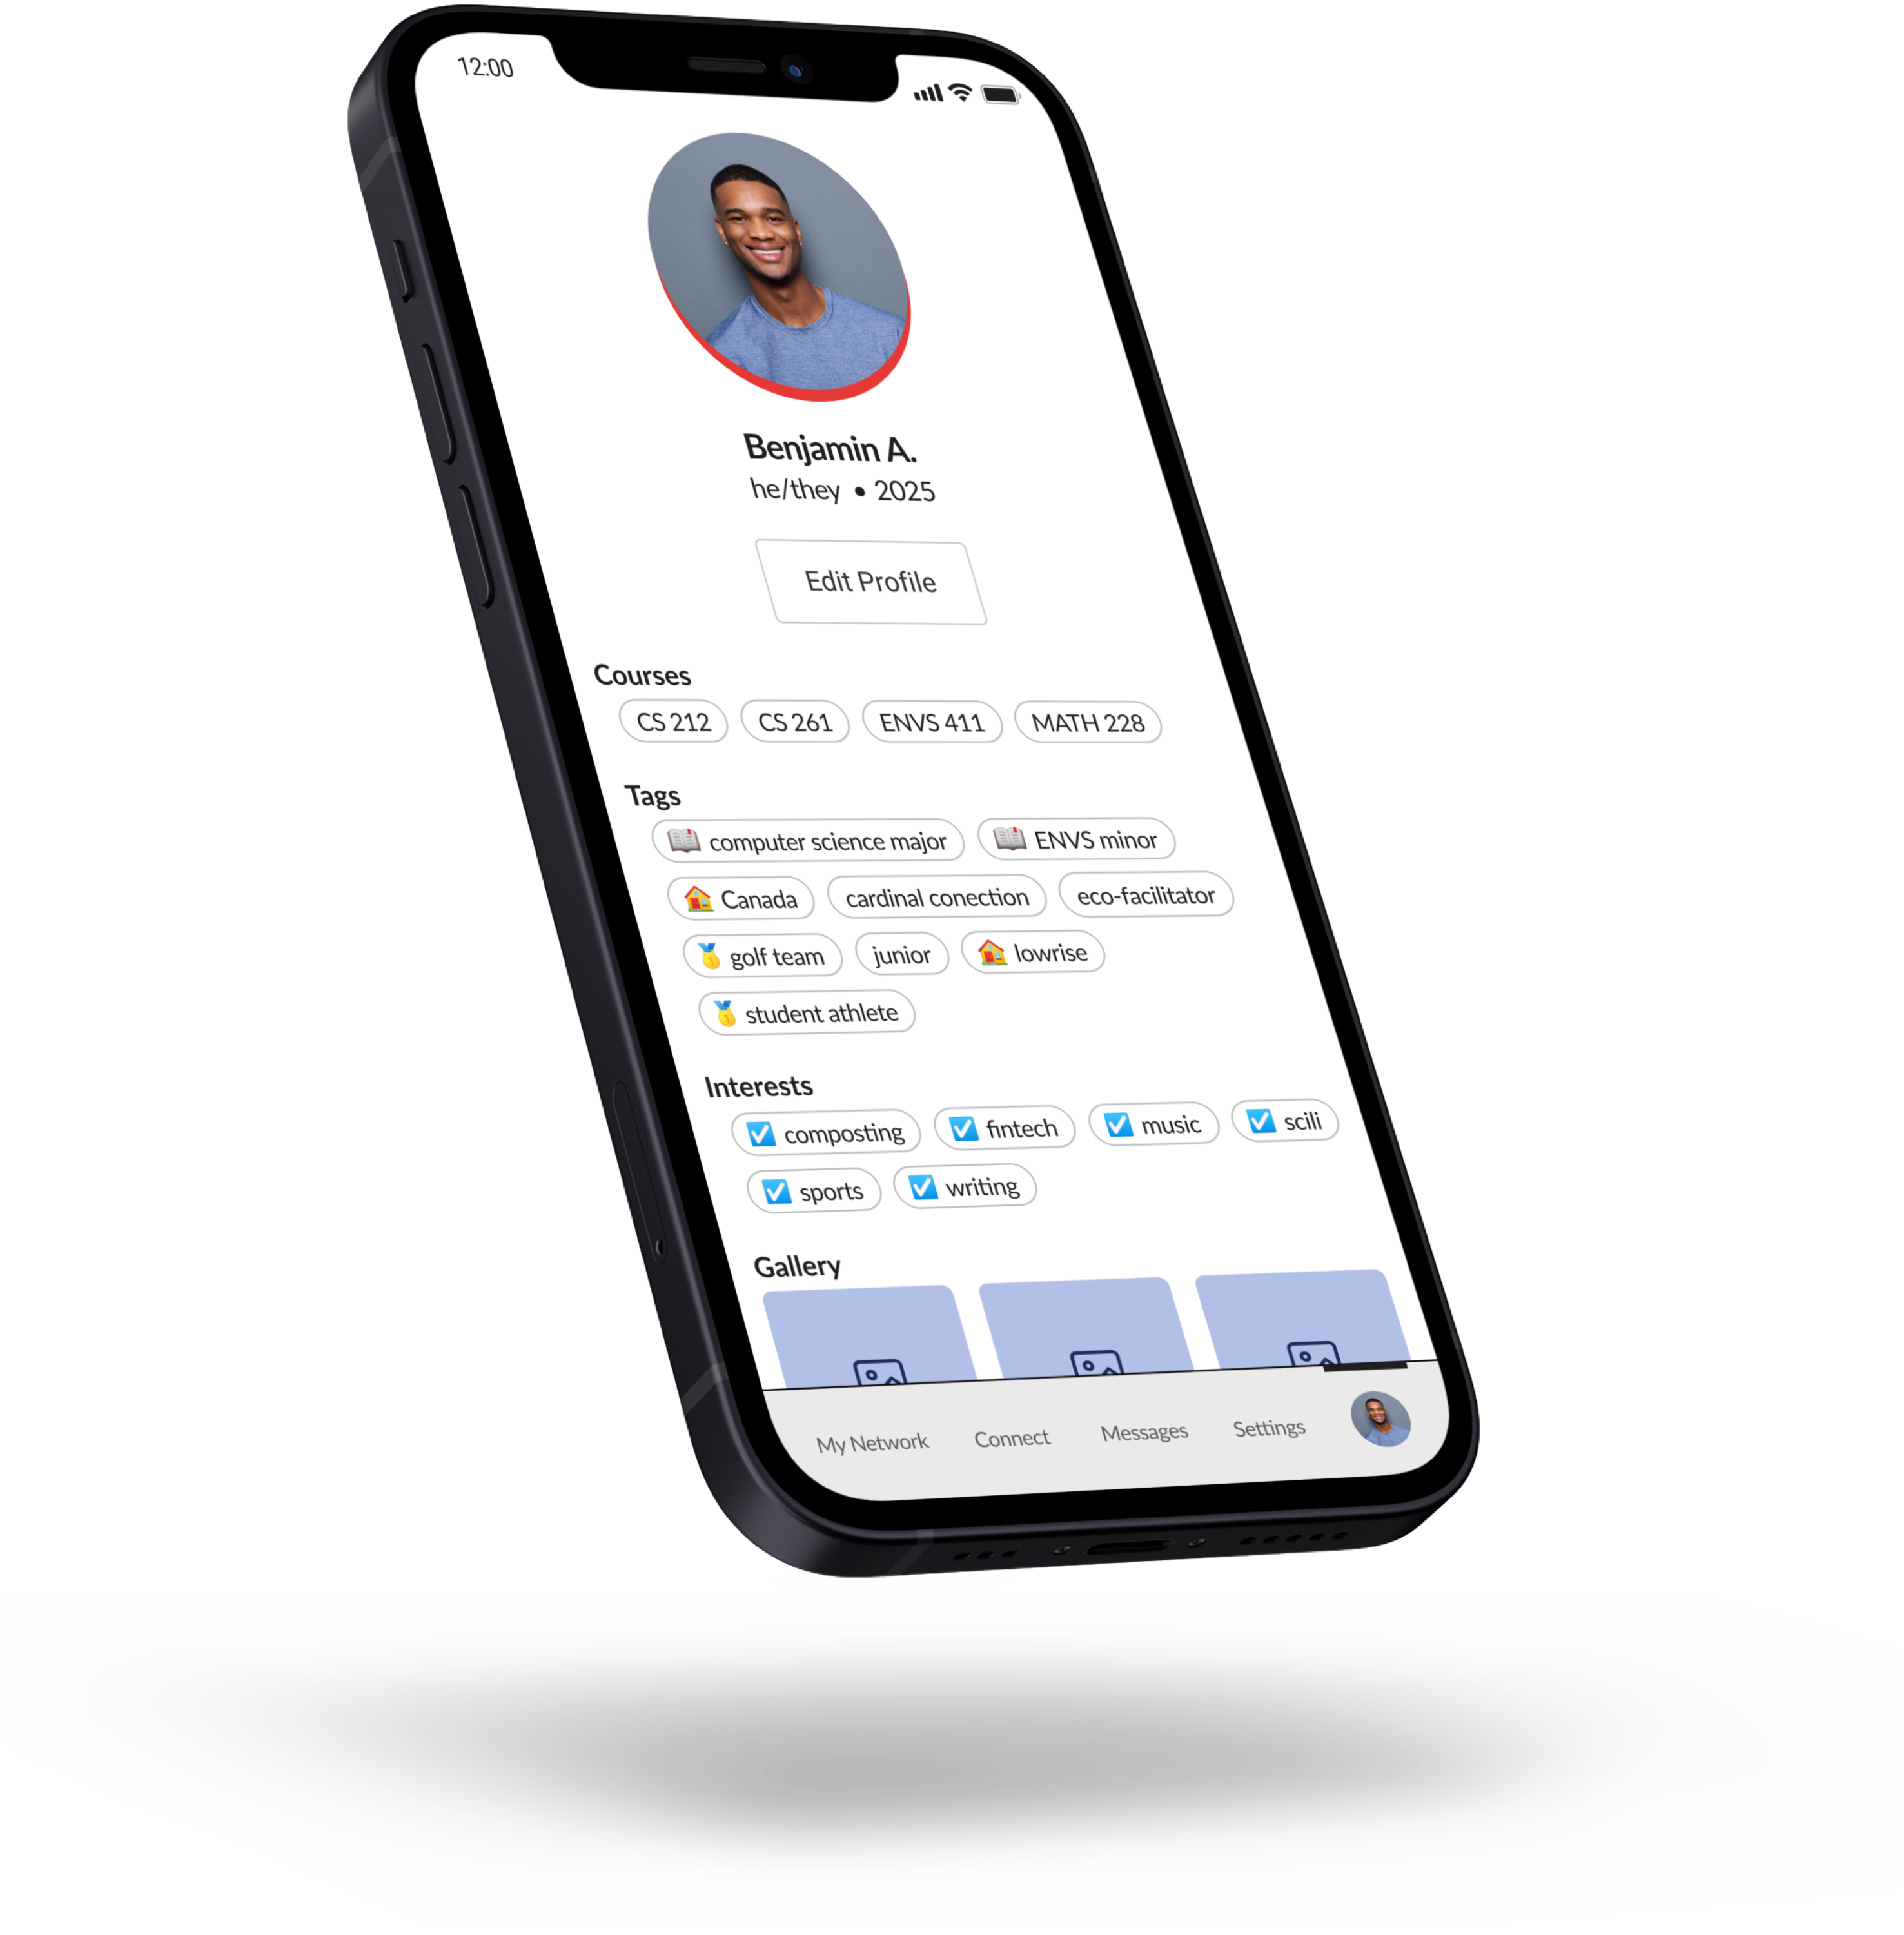 12:00
Benjamin A.
he/they • 2025
Edit Profile
Courses
CS 212 CS 261 ENVS 411 MATH 228
Tags
computer science major ENVS minor
Canada cardinal conection eco-facilitator
golf team junior lowrise
student athlete
Interests
composting fintech music scili
sports writing
Gallery
My Network Connect Messages Settings